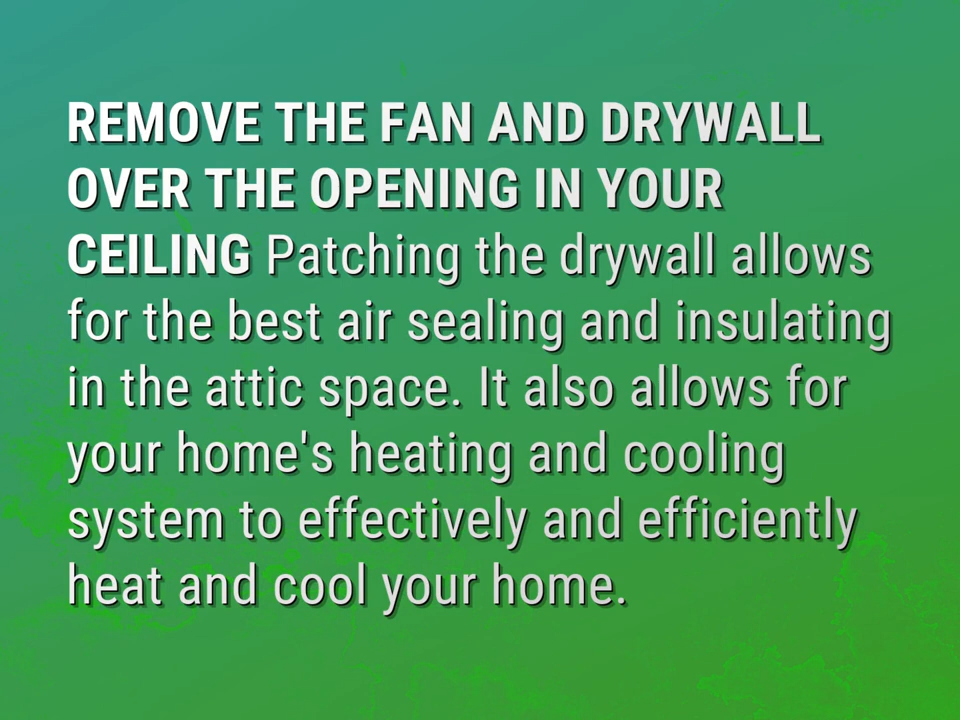 REMOVE THE FAN AND DRYWALL
OVER THE OPENING IN YOUR
CEILING Patching the drywall allows
for the best air sealing and insulating
in the attic space. It also allows for
your home's heating and cooling
system to effectively and efficiently
heat and cool your home.